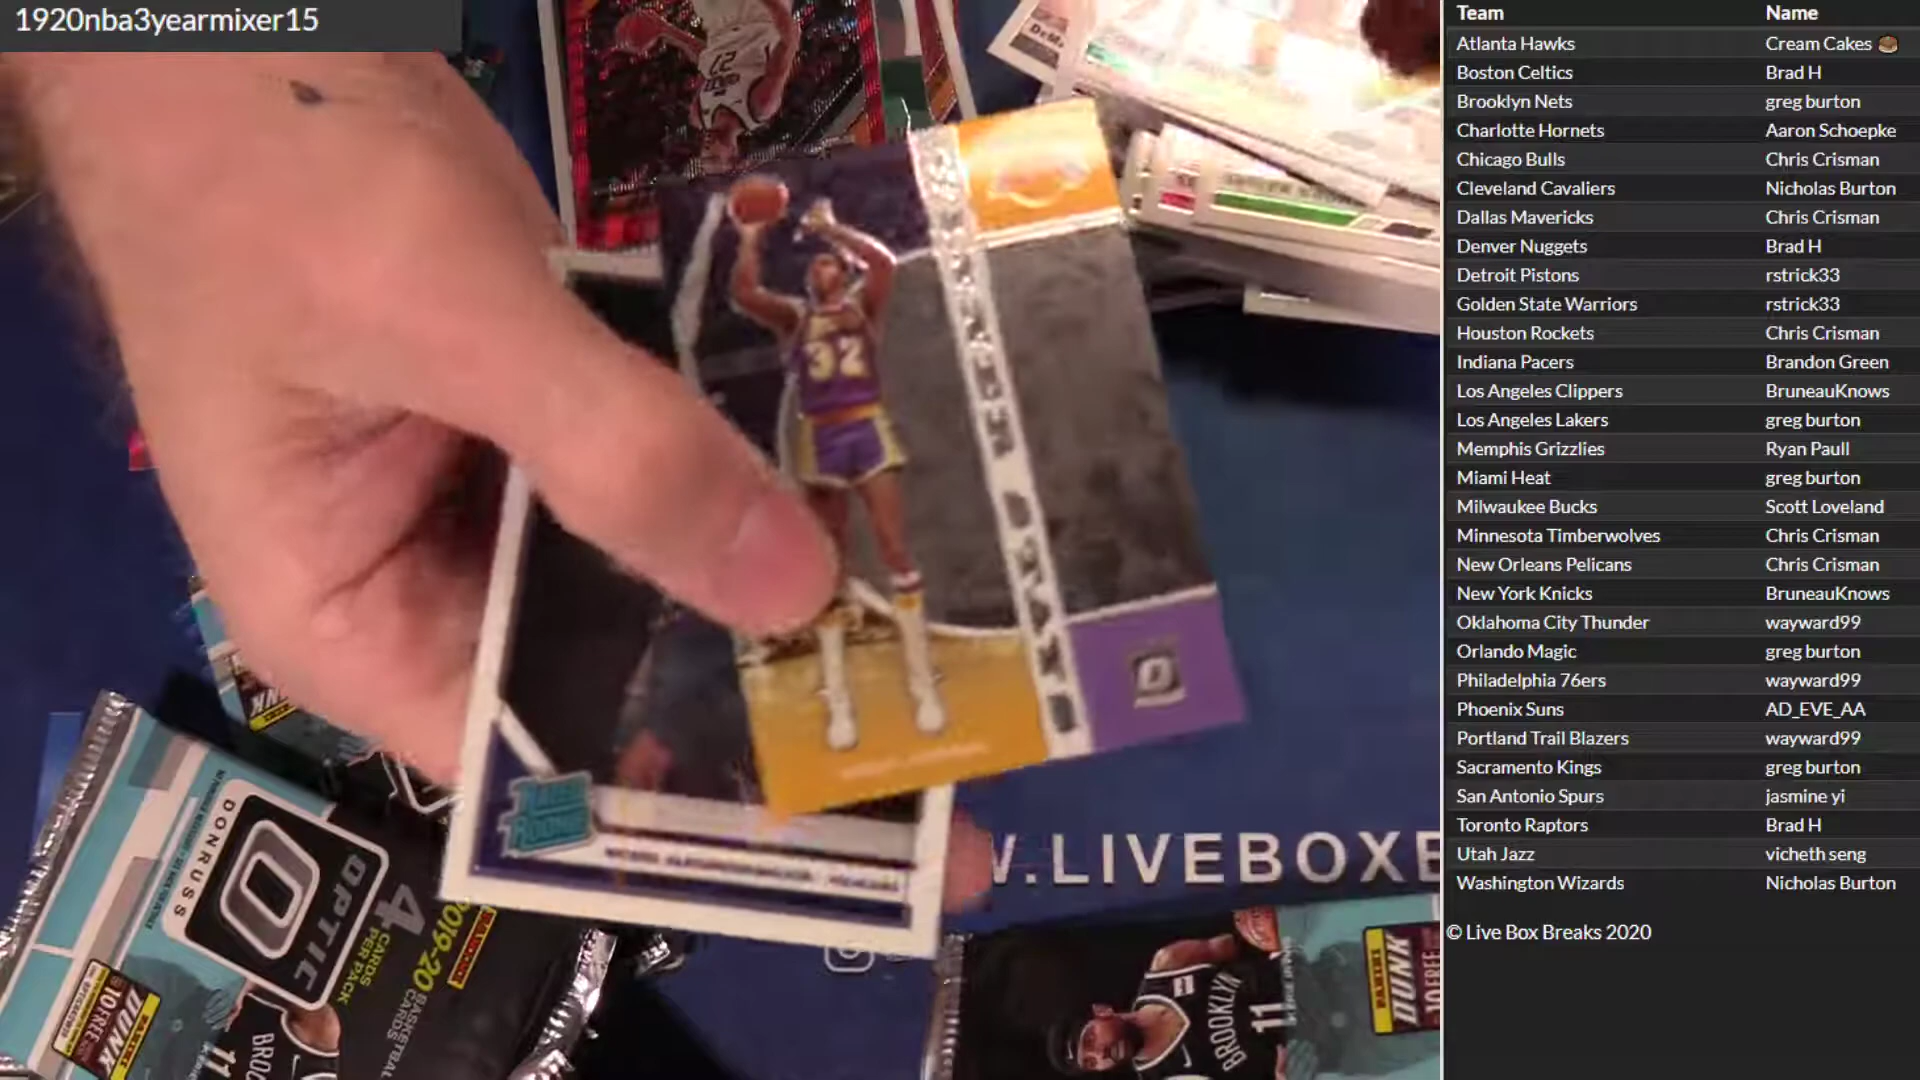 1920nba3yearmixer15
Team Name
Atlanta Hawks Cream Cakes
Boston Celtics Brad H
Brooklyn Nets greg burton
Charlotte Hornets Aaron Schoepke
Chicago Bulls Chris Crisman
Cleveland Cavaliers Nicholas Burton
Dallas Mavericks Chris Crisman
Denver Nuggets Brad H
Detroit Pistons rstrick33
Golden State Warriors rstrick33
Houston Rockets Chris Crisman
Indiana Pacers Brandon Green
Los Angeles Clippers BruneauKnows
Los Angeles Lakers greg burton
Memphis Grizzlies Ryan Paull
Miami Heat greg burton
Milwaukee Bucks Scott Loveland
Minnesota Timberwolves Chris Crisman
New Orleans Pelicans Chris Crisman
New York Knicks BruneauKnows
Oklahoma City Thunder wayward99
Orlando Magic greg burton
Philadelphia 76ers wayward99
Phoenix Suns AD_EVE_AA
Portland Trail Blazers wayward99
Sacramento Kings greg burton
San Antonio Spurs jasmine yi
Toronto Raptors Brad H
Utah Jazz vicheth seng
Washington Wizards Nicholas Burton
© Live Box Breaks 2020
32
RATED
ROOKIE
W.LIVEBOXE
DONRUSS
OPTIC
4
CARDS
PER PACK
2019-20
BASKETBALL
CARDS
PANINI
DUNK
10 FREE
BROOKLYN
11
PANINI
DUNK
10 FREE